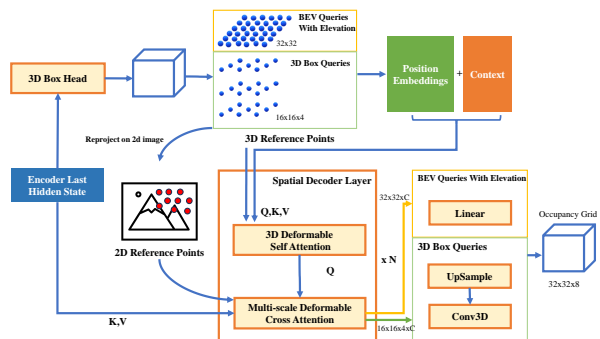 BEV Queries
With Elevation
32x32
3D Box Queries
16x16x4
3D Box Head
Position
Embeddings
+
Context
Reproject on 2d image
3D Reference Points
Encoder Last
Hidden State
2D Reference Points
Spatial Decoder Layer
Q,K,V
3D Deformable
Self Attention
Q
Multi-scale Deformable
Cross Attention
K,V
32x32xC
x N
16x16x4xC
BEV Queries With Elevation
Linear
3D Box Queries
UpSample
Conv3D
Occupancy Grid
32x32x8